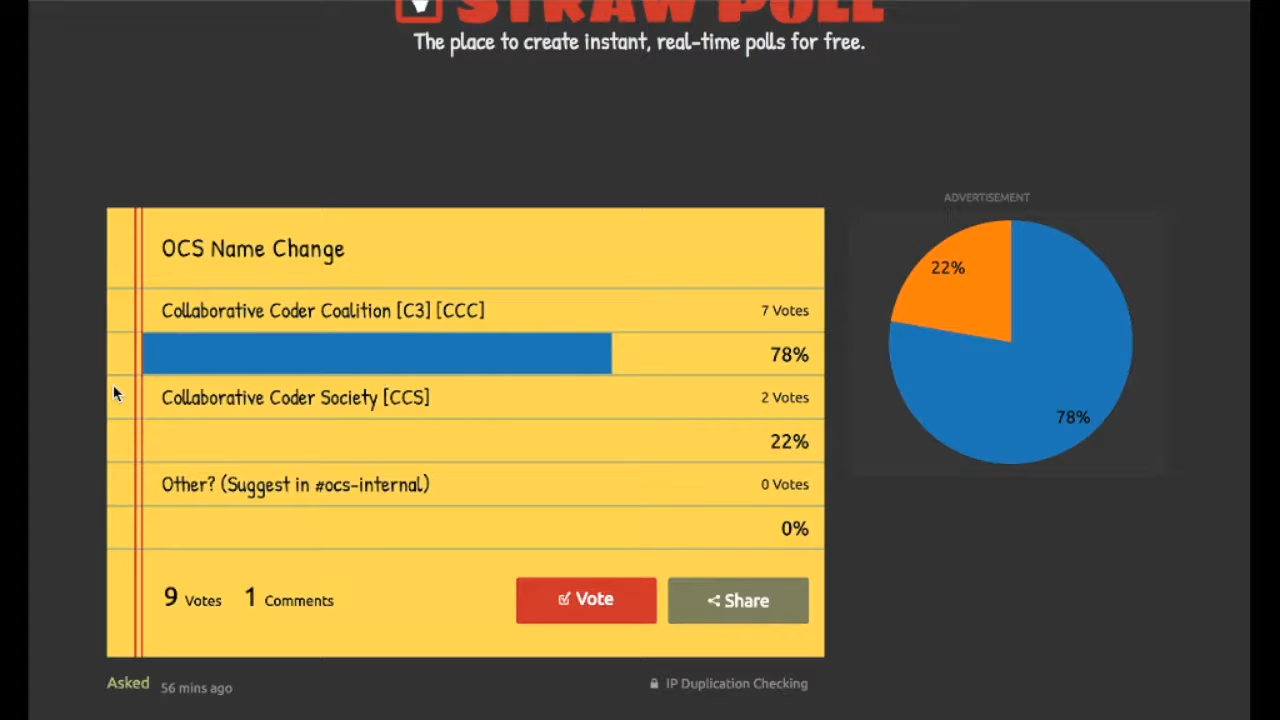 STRAW POLL
The place to create instant, real-time polls for free.
ADVERTISEMENT
OCS Name Change
Collaborative Coder Coalition [C3] [CCC] 7 Votes
78%
Collaborative Coder Society [CCS] 2 Votes
22%
Other? (Suggest in #ocs-internal) 0 Votes
0%
9 Votes 1 Comments Vote Share
Asked 56 mins ago IP Duplication Checking
22%
78%